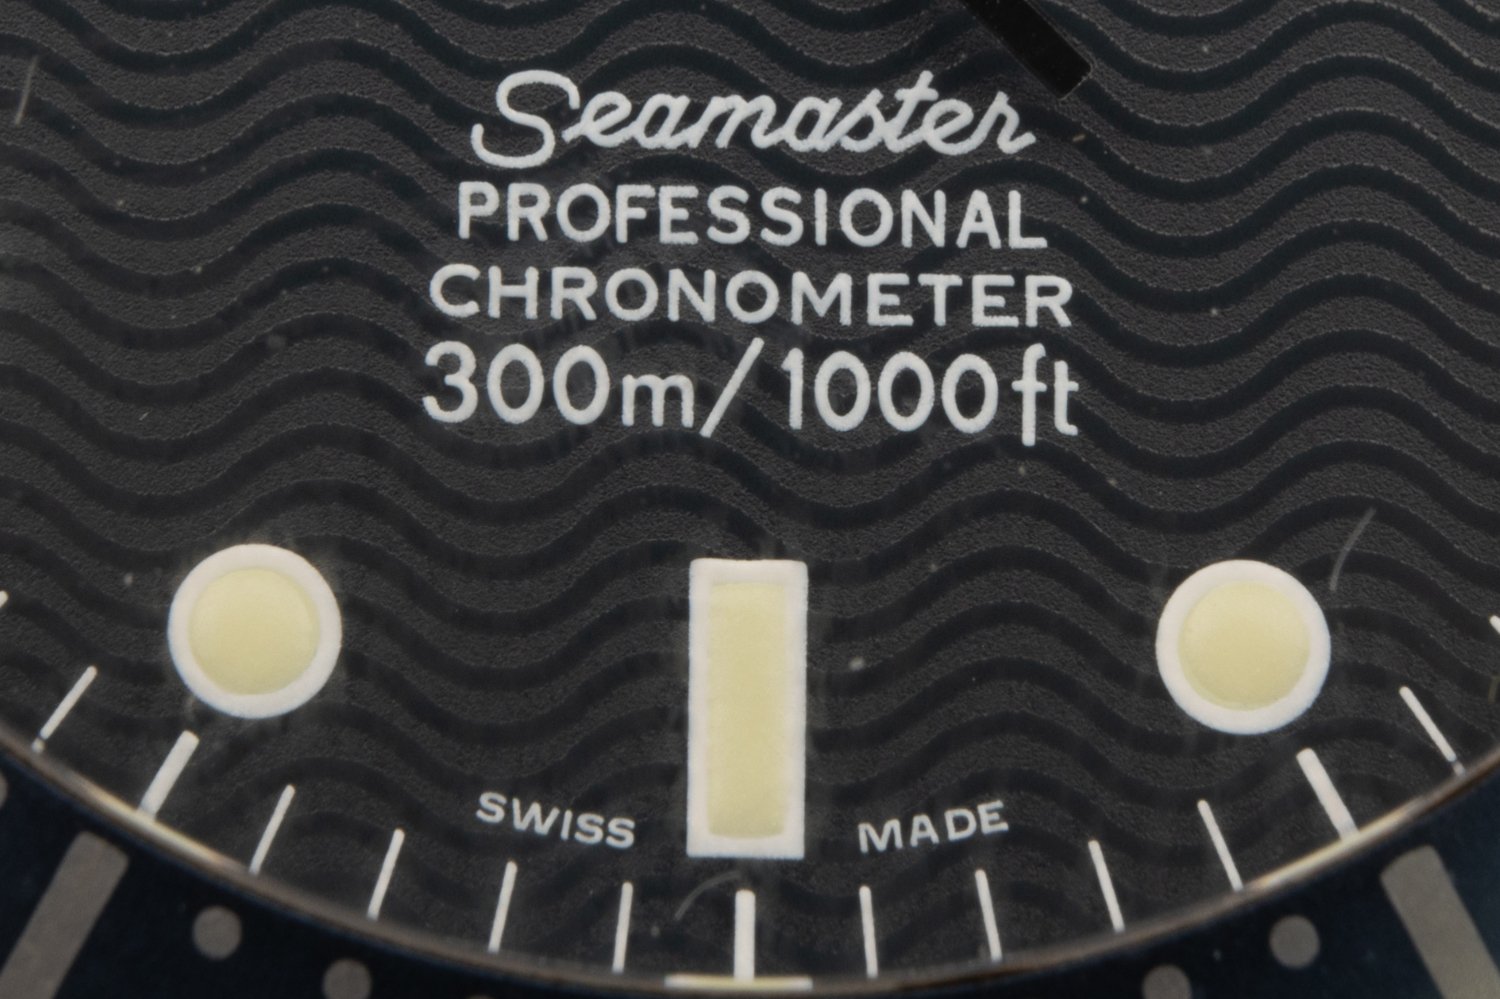 Seamaster
PROFESSIONAL
CHRONOMETER
300m/1000ft
SWISS MADE